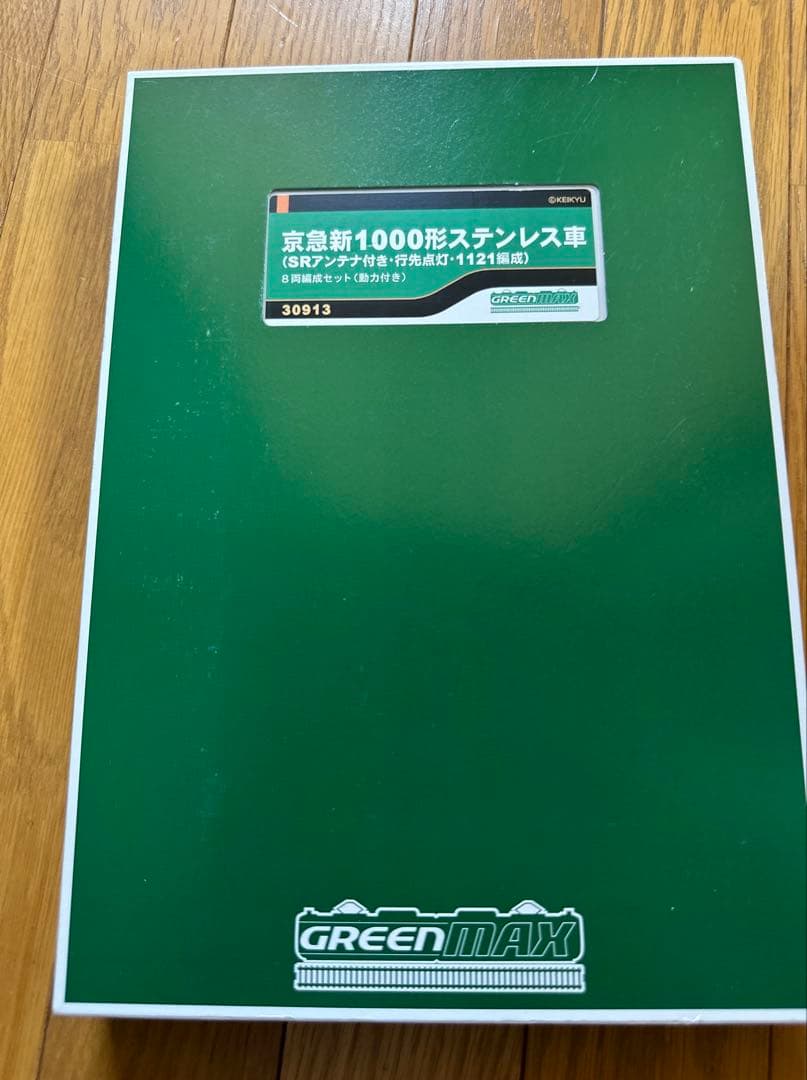 ©KEIKYU
京急新1000形ステンレス車
(SRアンテナ付き・行先点灯・1121編成)
8両編成セット(動力付き)
30913
GREENMAX
GREENMAX